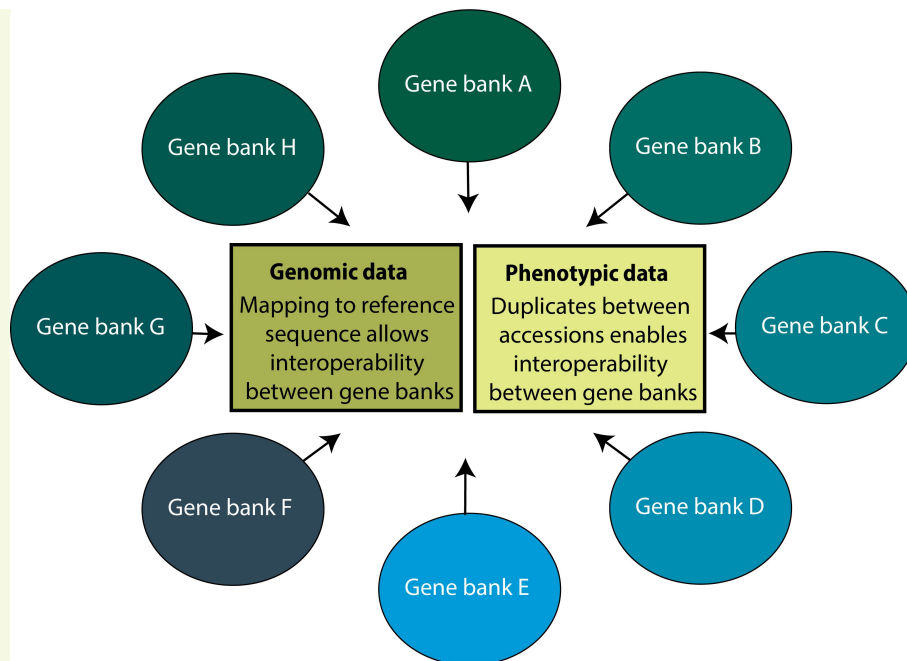 Gene bank A
Gene bank H
Gene bank B
Genomic data
Mapping to reference
sequence allows
interoperability
between gene banks
Phenotypic data
Duplicates between
accessions enables
interoperability
between gene banks
Gene bank G
Gene bank C
Gene bank F
Gene bank D
Gene bank E